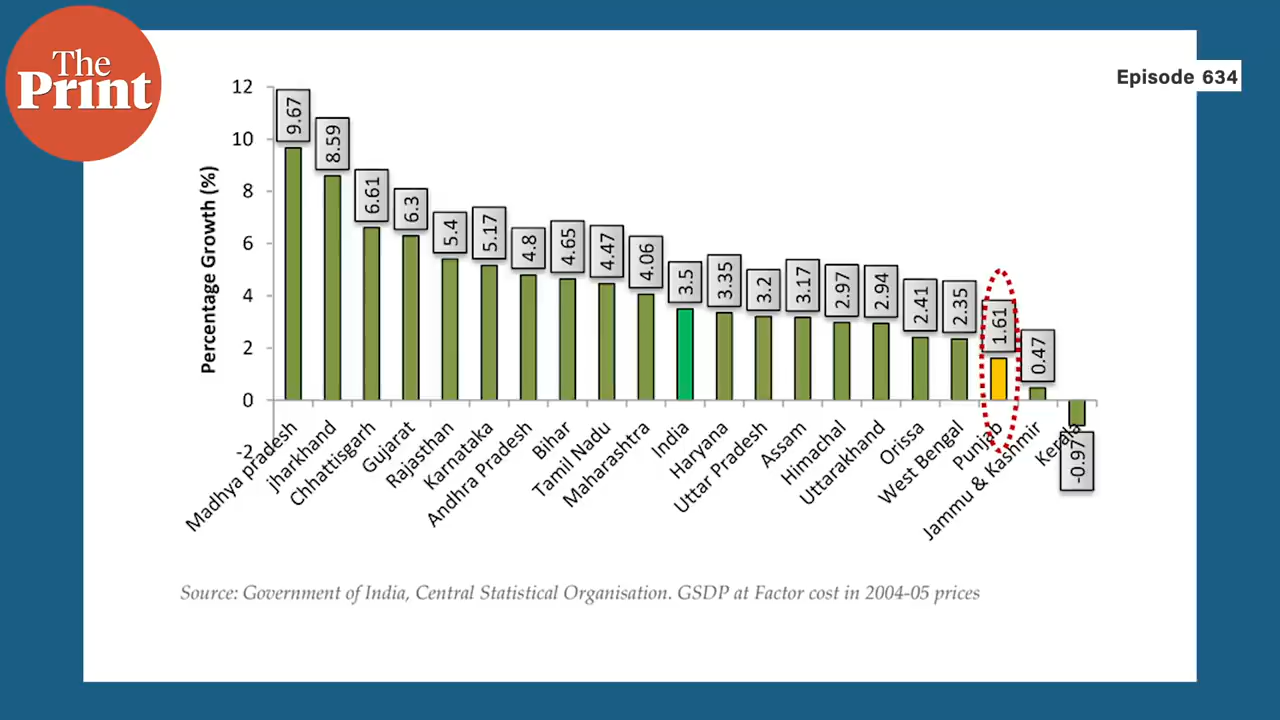 The
Print
Episode 634
Percentage Growth (%)
12
10
8
6
4
2
0
-2
9.67
8.59
6.61
6.3
5.4
5.17
4.8
4.65
4.47
4.06
3.5
3.35
3.2
3.17
2.97
2.94
2.41
2.35
1.61
0.47
-0.97
Madhya pradesh
jharkhand
Chhattisgarh
Gujarat
Rajasthan
Karnataka
Andhra Pradesh
Bihar
Tamil Nadu
Maharashtra
India
Haryana
Uttar Pradesh
Assam
Himachal
Uttarakhand
Orissa
West Bengal
Punjab
Jammu & Kashmir
Kerala
Source: Government of India, Central Statistical Organisation. GSDP at Factor cost in 2004-05 prices